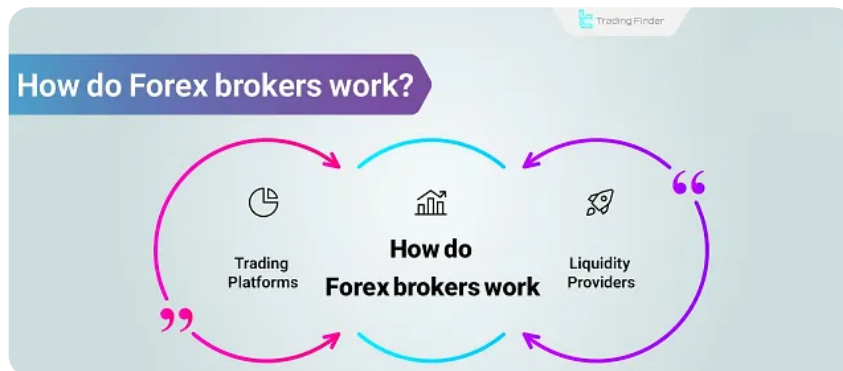 Trading Finder
How do Forex brokers work?
Trading
Platforms
How do
Forex brokers work
Liquidity
Providers